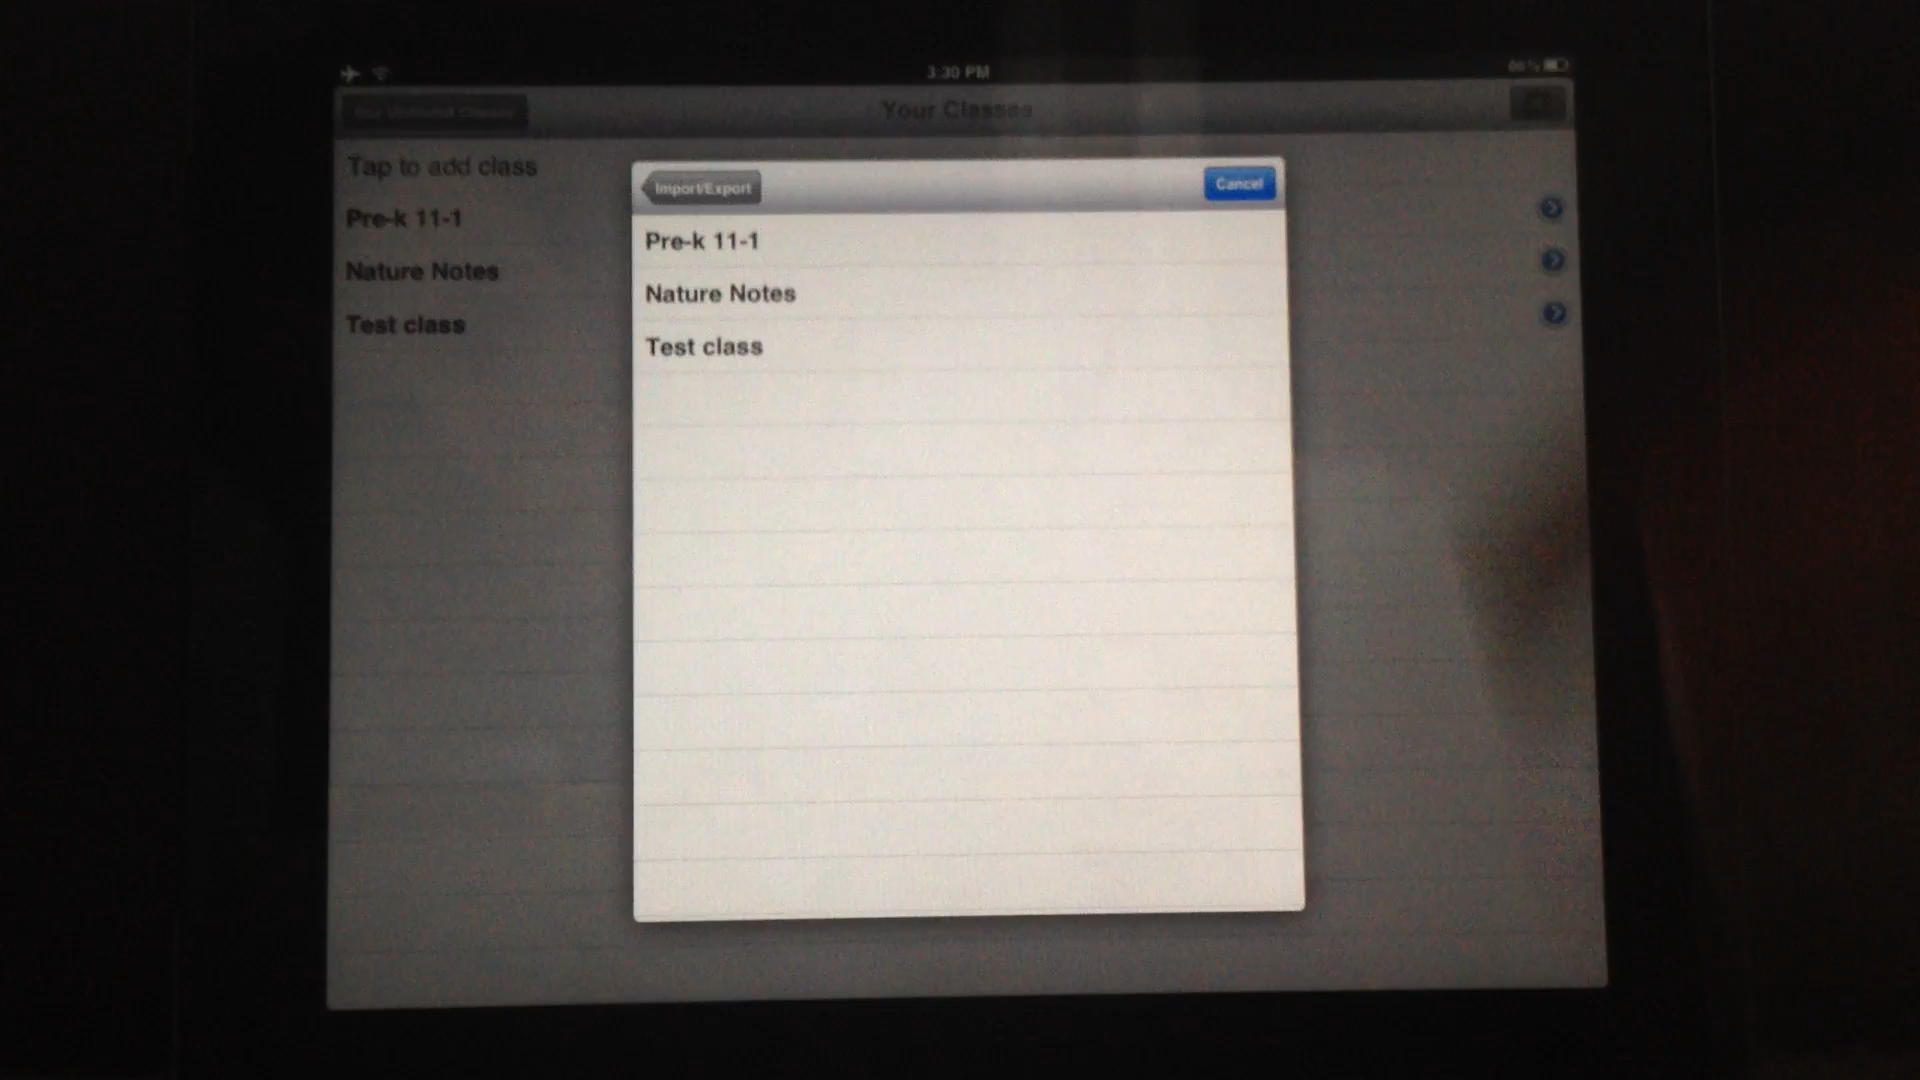 3:30 PM
Your Classes
Tap to add class
Pre-k 11-1
Nature Notes
Test class
Import/Export
Cancel
Pre-k 11-1
Nature Notes
Test class